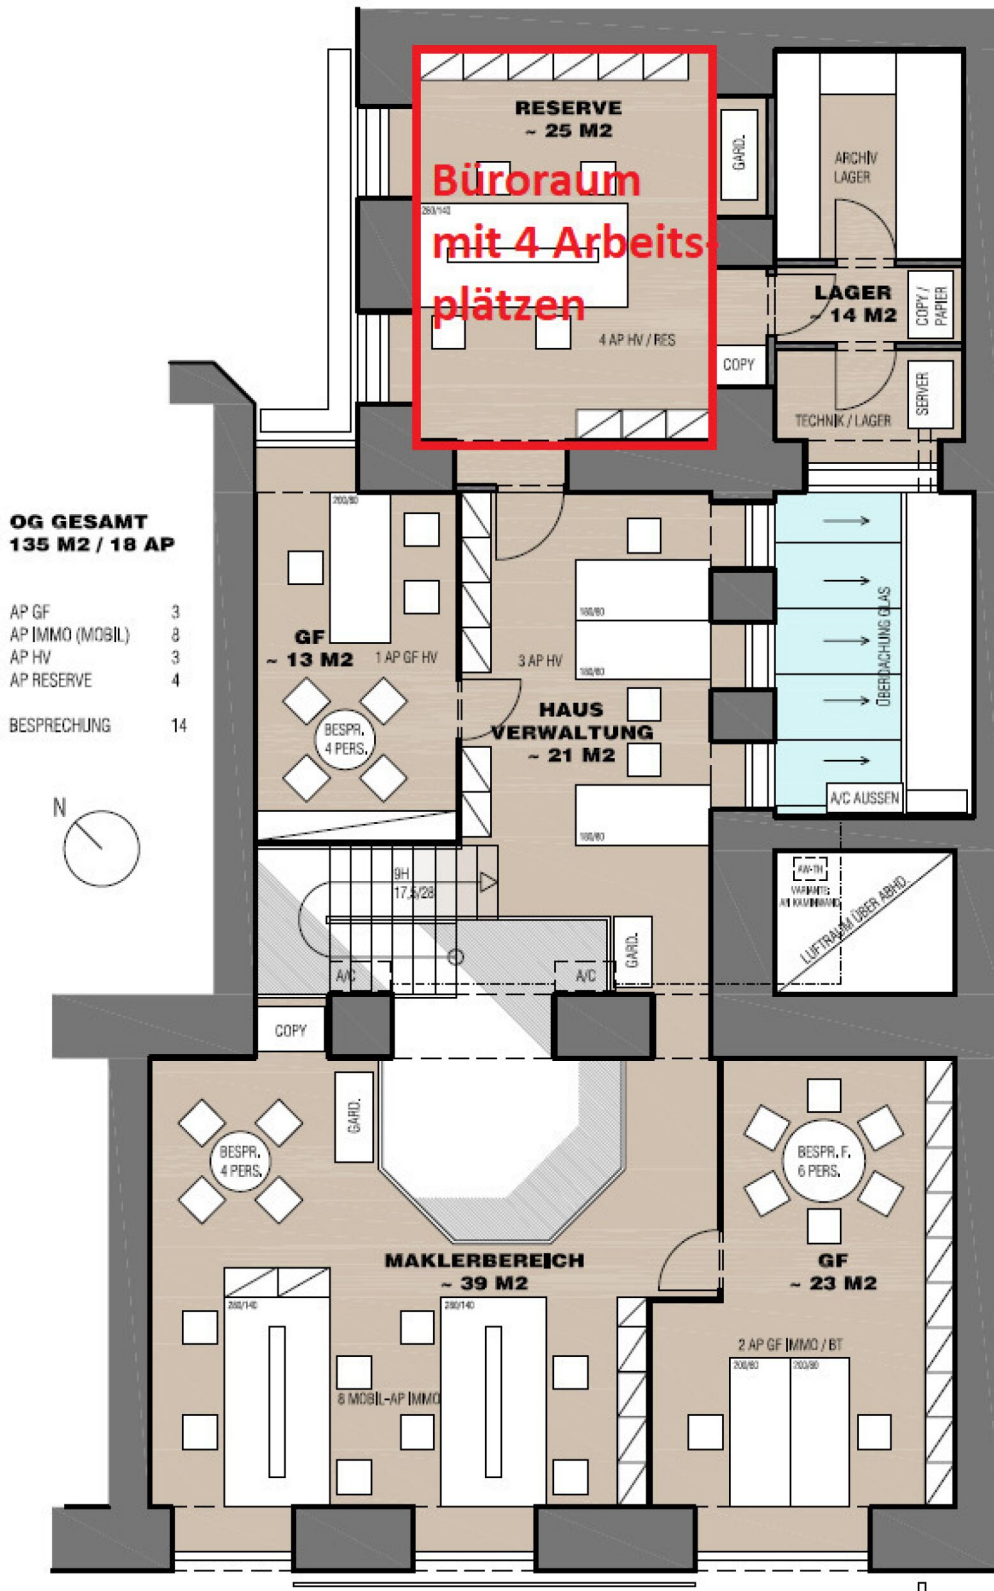 RESERVE
~ 25 M2
Büroraum
mit 4 Arbeits-
plätzen
280/140
4 AP HV / RES
GARD.
ARCHIV
LAGER
LAGER
~ 14 M2
COPY /
PAPIER
COPY
SERVER
TECHNIK / LAGER
OG GESAMT
135 M2 / 18 AP
AP GF 3
AP IMMO (MOBIL) 8
AP HV 3
AP RESERVE 4
BESPRECHUNG 14
N
200/80
GF
~ 13 M2
1 AP GF HV
BESPR.
4 PERS.
180/80
180/80
3 AP HV
HAUS
VERWALTUNG
~ 21 M2
180/80
ÜBERDACHUNG GLAS
A/C AUSSEN
9H
17,5/28
AW-TH
VARIANTE:
AN KAMINWAND
LUFTRAUM ÜBER ABHD.
GARD.
A/C
A/C
COPY
GARD.
BESPR.
4 PERS.
BESPR. F.
6 PERS.
MAKLERBEREICH
~ 39 M2
GF
~ 23 M2
280/140
280/140
8 MOBIL-AP IMMO
2 AP GF IMMO / BT
200/80
200/80